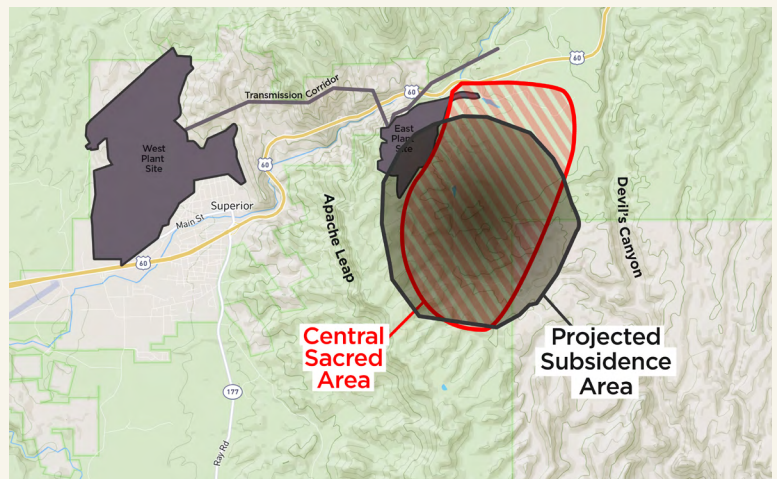 60
Transmission Corridor
60
East
Plant
Site
West
Plant
Site
60
Superior
Main St
Apache Leap
Devil's Canyon
60
Central
Sacred
Area
Projected
Subsidence
Area
177
Ray Rd